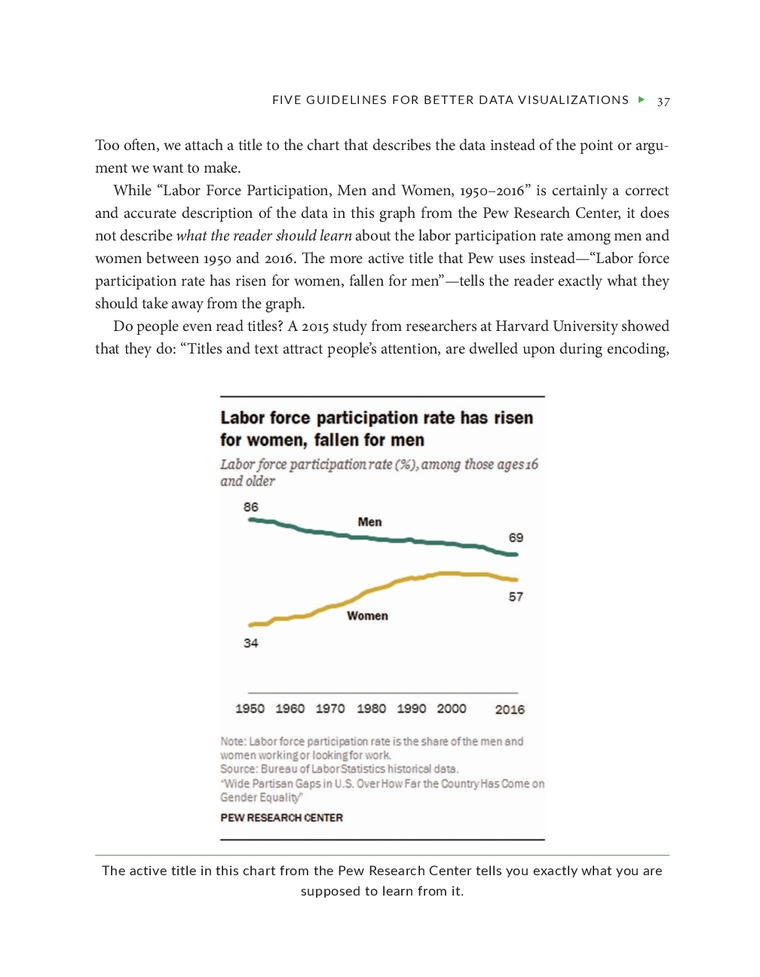 FIVE GUIDELINES FOR BETTER DATA VISUALIZATIONS ▶ 37
Too often, we attach a title to the chart that describes the data instead of the point or argu-
ment we want to make.
While “Labor Force Participation, Men and Women, 1950–2016” is certainly a correct
and accurate description of the data in this graph from the Pew Research Center, it does
not describe what the reader should learn about the labor participation rate among men and
women between 1950 and 2016. The more active title that Pew uses instead—“Labor force
participation rate has risen for women, fallen for men”—tells the reader exactly what they
should take away from the graph.
Do people even read titles? A 2015 study from researchers at Harvard University showed
that they do: “Titles and text attract people’s attention, are dwelled upon during encoding,
Labor force participation rate has risen
for women, fallen for men
Labor force participation rate (%), among those ages 16
and older
86
Men
69
57
Women
34
1950 1960 1970 1980 1990 2000 2016
Note: Labor force participation rate is the share of the men and
women working or looking for work.
Source: Bureau of Labor Statistics historical data.
“Wide Partisan Gaps in U.S. Over How Far the Country Has Come on
Gender Equality”
PEW RESEARCH CENTER
The active title in this chart from the Pew Research Center tells you exactly what you are
supposed to learn from it.